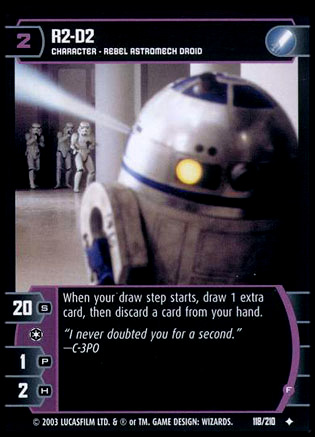 2 R2-D2
CHARACTER - REBEL ASTROMECH DROID
When your draw step starts, draw 1 extra
card, then discard a card from your hand.
"I never doubted you for a second."
—C-3PO
20 S
1 P
2 H
F
© 2003 LUCASFILM LTD. & ® or TM. GAME DESIGN: WIZARDS. 118/210